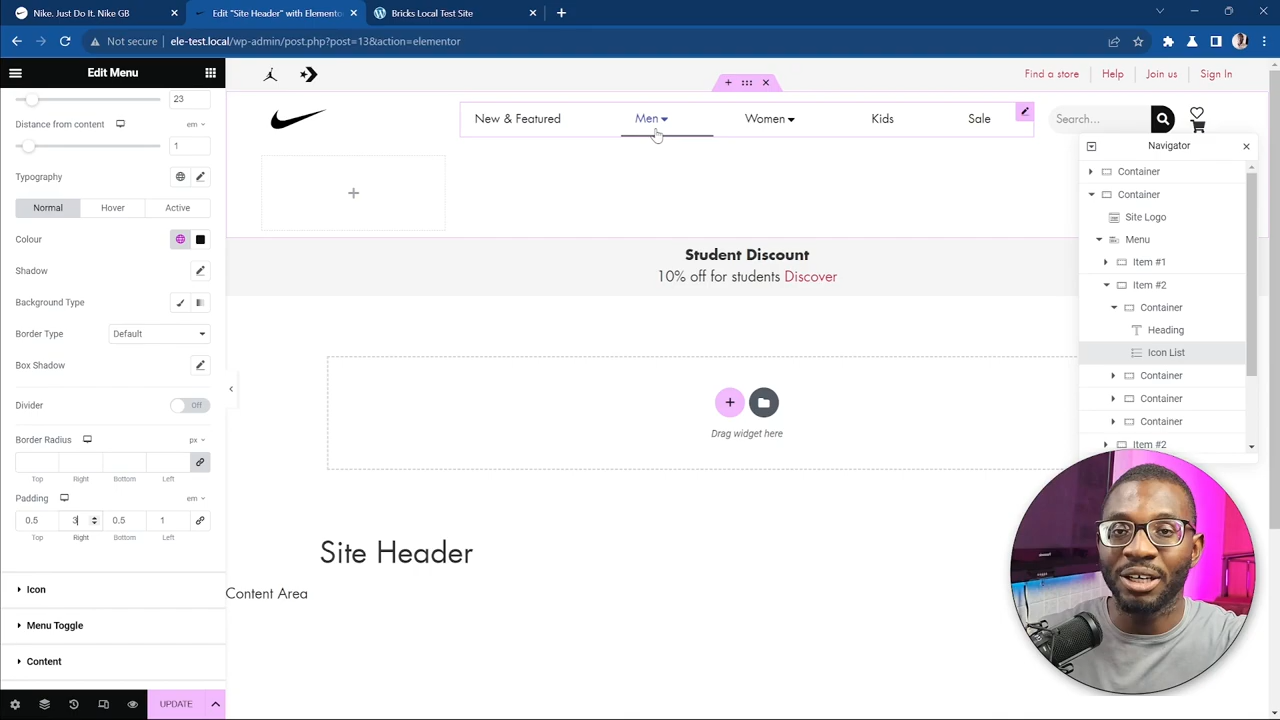 Nike. Just Do It. Nike GB
Edit "Site Header" with Elementor
Bricks Local Test Site
Not secure
ele-test.local/wp-admin/post.php?post=13&action=elementor
Edit Menu
23
Distance from content
em
1
Typography
Normal
Hover
Active
Colour
Shadow
Background Type
Border Type
Default
Box Shadow
Divider
Off
Border Radius
px
Top
Right
Bottom
Left
Padding
em
0.5
3
0.5
1
Top
Right
Bottom
Left
Icon
Menu Toggle
Content
UPDATE
Find a store
Help
Join us
Sign In
New & Featured
Men
Women
Kids
Sale
Search...
Student Discount
10% off for students Discover
Drag widget here
Site Header
Content Area
Navigator
Container
Container
Site Logo
Menu
Item #1
Item #2
Container
Heading
Icon List
Container
Container
Container
Item #2